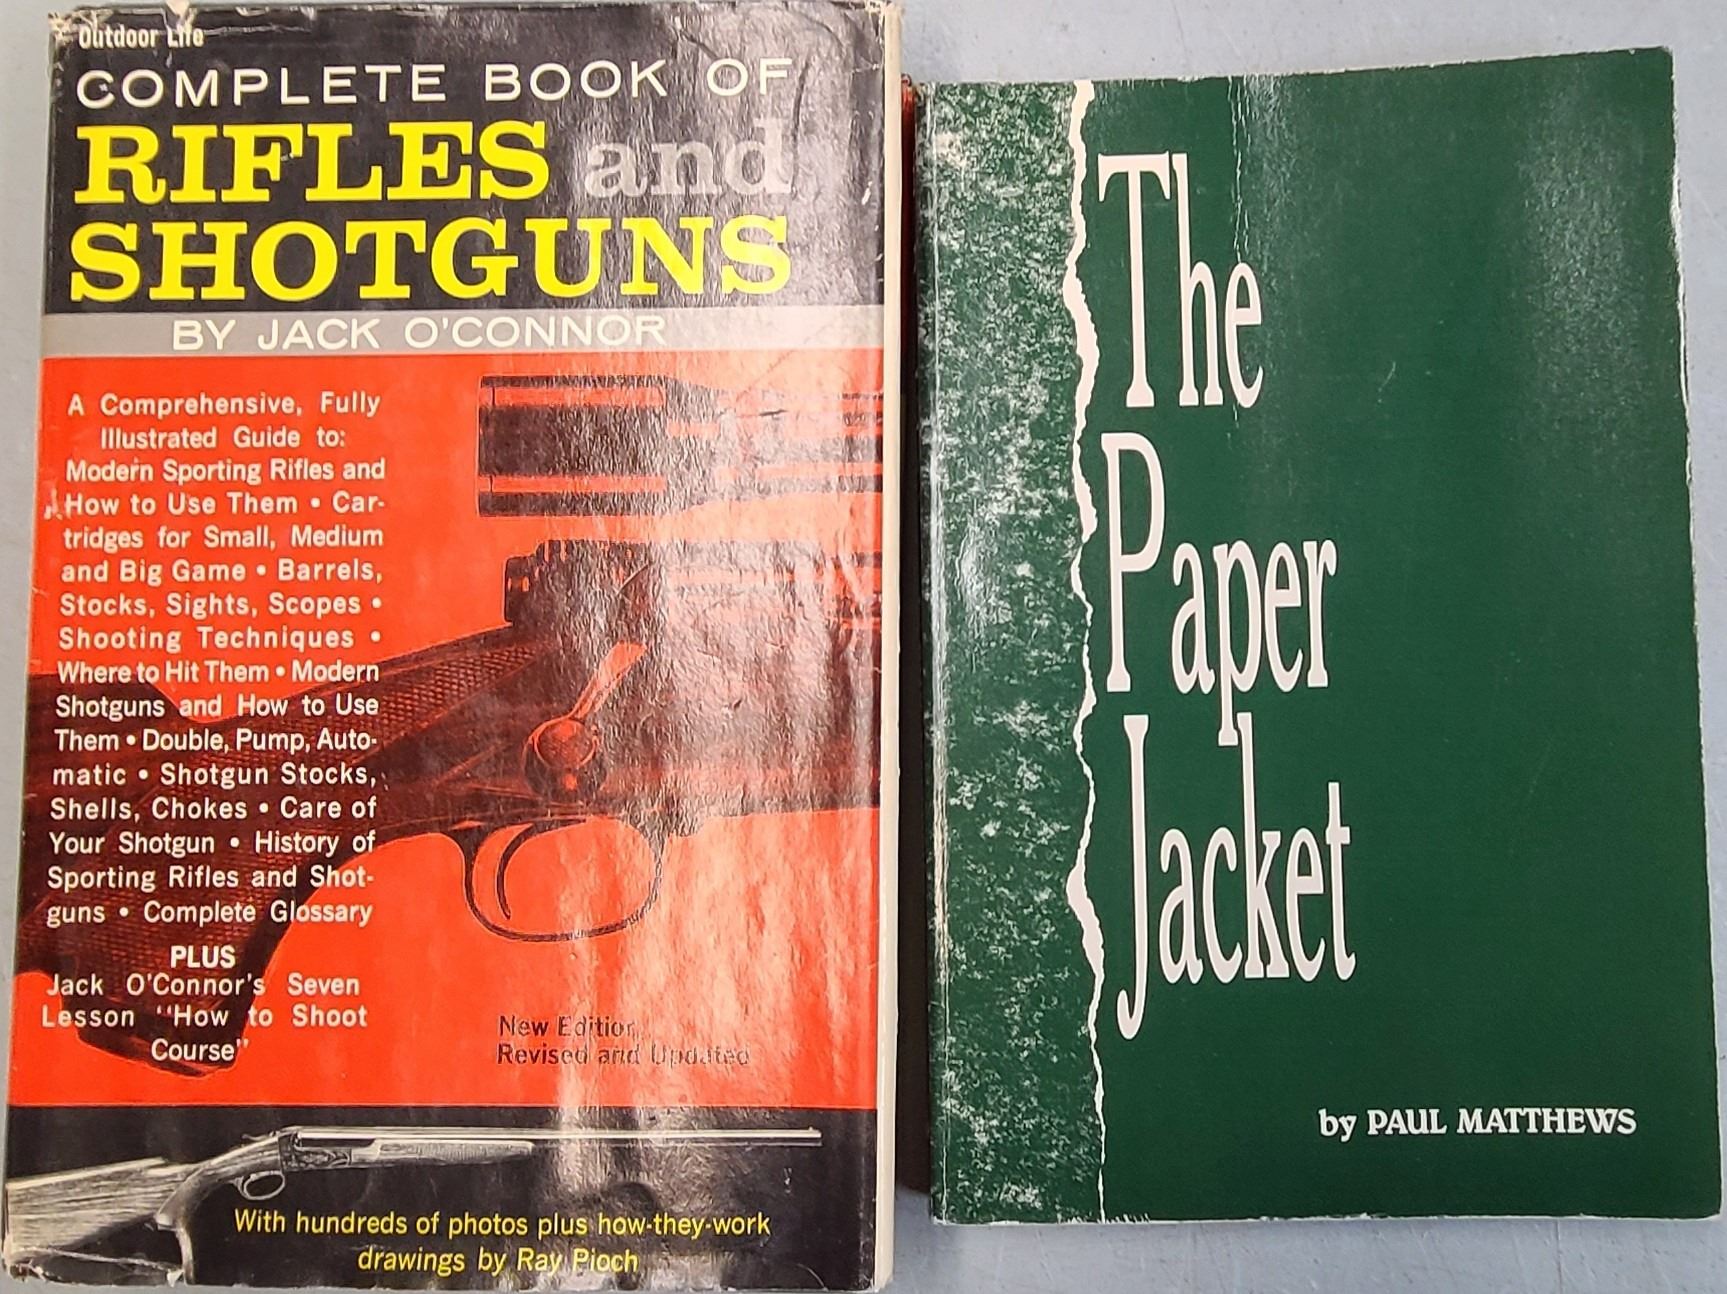 Outdoor Life
COMPLETE BOOK OF
RIFLES and
SHOTGUNS
BY JACK O'CONNOR
A Comprehensive, Fully
Illustrated Guide to:
Modern Sporting Rifles and
How to Use Them • Car-
tridges for Small, Medium
and Big Game • Barrels,
Stocks, Sights, Scopes •
Shooting Techniques •
Where to Hit Them • Modern
Shotguns and How to Use
Them • Double, Pump, Auto-
matic • Shotgun Stocks,
Shells, Chokes • Care of
Your Shotgun • History of
Sporting Rifles and Shot-
guns • Complete Glossary
PLUS
Jack O'Connor's Seven
Lesson "How to Shoot
Course"
New Edition
Revised and Updated
With hundreds of photos plus how-they-work
drawings by Ray Pioch
The
Paper
Jacket
by PAUL MATTHEWS